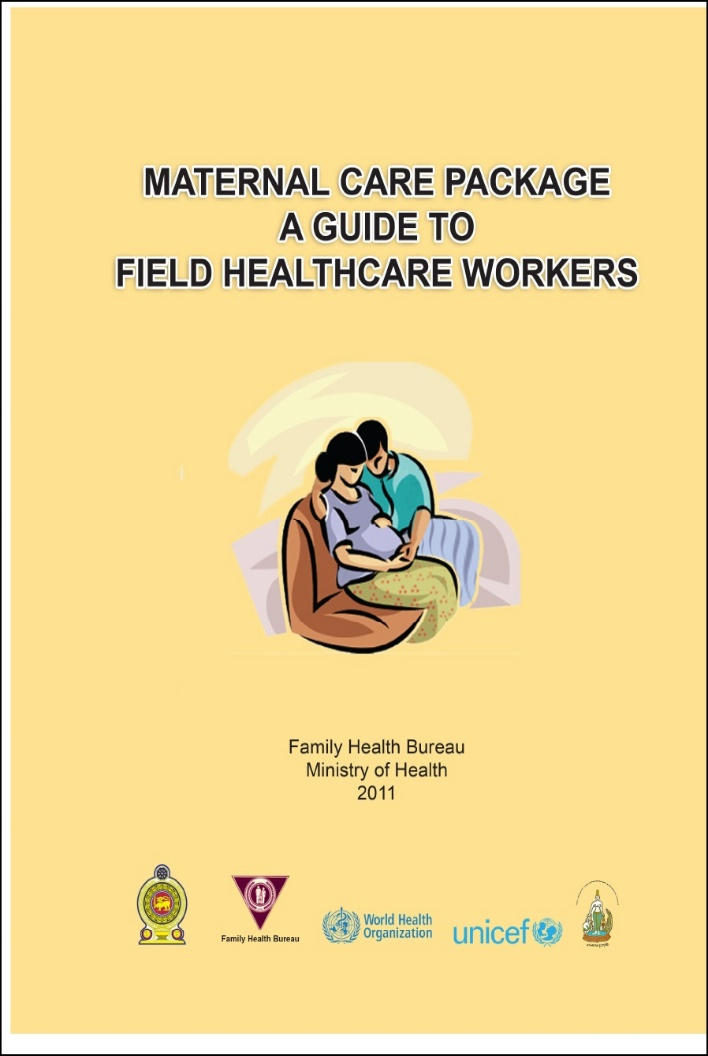 MATERNAL CARE PACKAGE
A GUIDE TO
FIELD HEALTHCARE WORKERS
Family Health Bureau
Ministry of Health
2011
Family Health Bureau
World Health
Organization
unicef